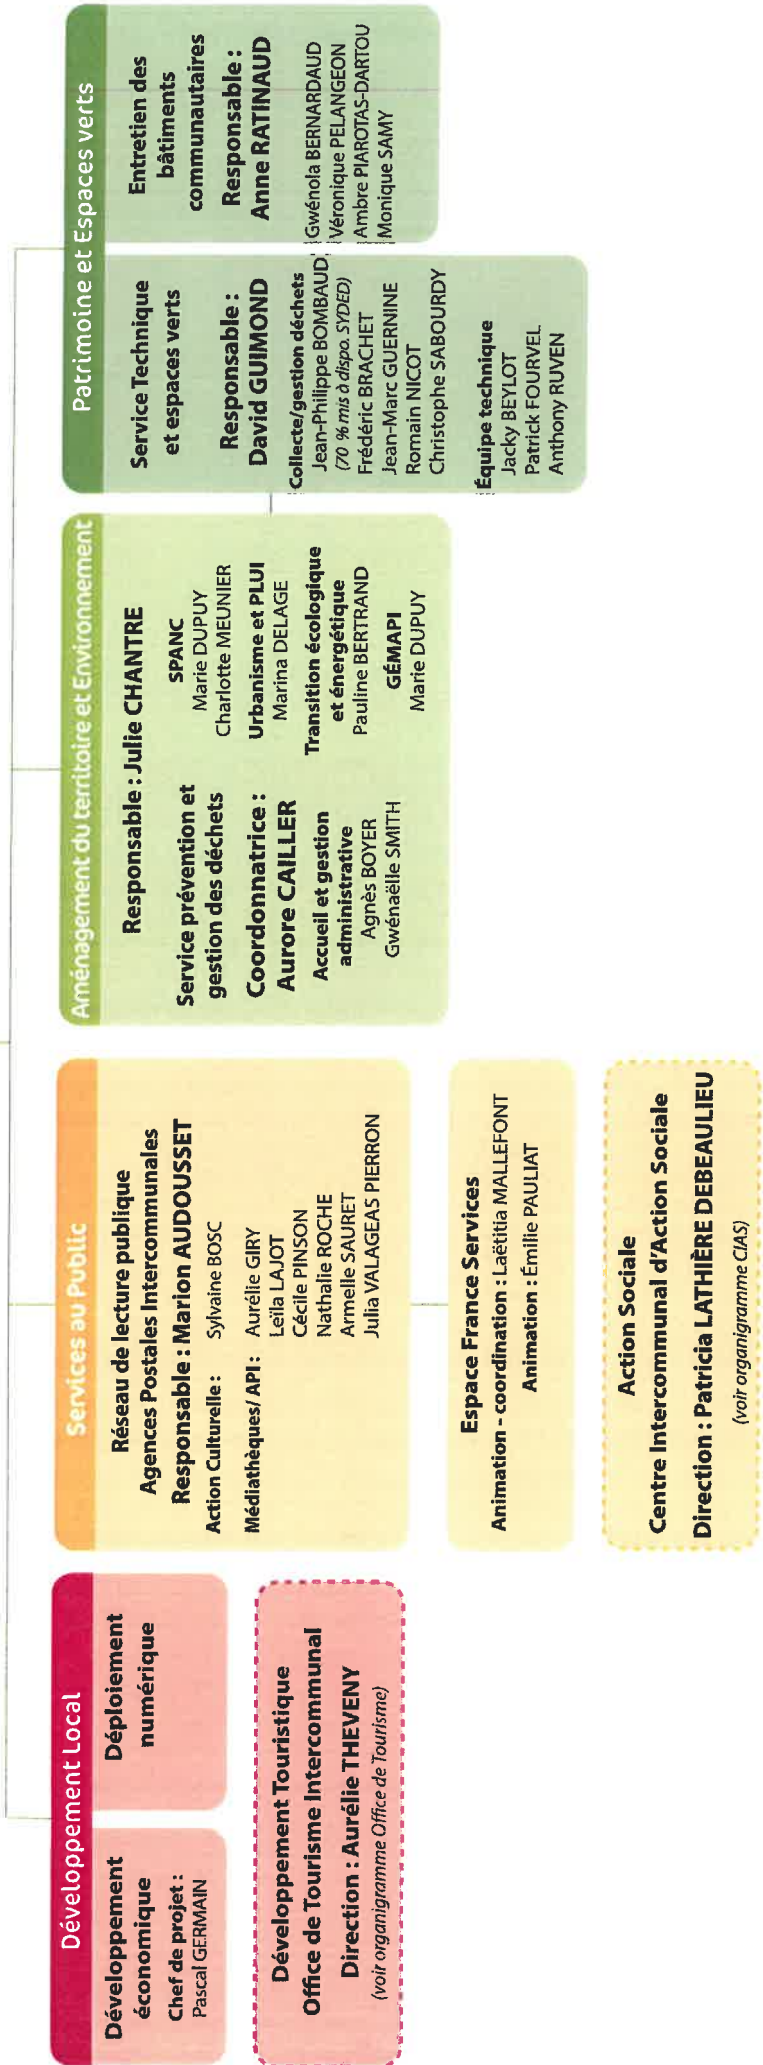 Développement Local
Développement
économique
Chef de projet :
Pascal GERMAIN
Déploiement
numérique
Développement Touristique
Office de Tourisme Intercommunal
Direction : Aurélie THEVENY
(voir organigramme Office de Tourisme)
Services au Public
Réseau de lecture publique
Agences Postales Intercommunales
Responsable : Marion AUDOUSSET
Action Culturelle : Sylvaine BOSC
Médiathèques/ API : Aurélie GIRY
Leïla LAJOT
Cécile PINSON
Nathalie ROCHE
Armelle SAURET
Julia VALAGEAS PIERRON
Espace France Services
Animation - coordination : Laëtitia MALLEFONT
Animation : Émilie PAULIAT
Action Sociale
Centre Intercommunal d'Action Sociale
Direction : Patricia LATHIÈRE DEBEAULIEU
(voir organigramme CIAS)
Aménagement du territoire et Environnement
Responsable : Julie CHANTRE
Service prévention et
gestion des déchets
Coordonnatrice :
Aurore CAILLER
Accueil et gestion
administrative
Agnès BOYER
Gwénaëlle SMITH
SPANC
Marie DUPUY
Charlotte MEUNIER
Urbanisme et PLUI
Marina DELAGE
Transition écologique
et énergétique
Pauline BERTRAND
GÉMAPI
Marie DUPUY
Patrimoine et Espaces verts
Service Technique
et espaces verts
Responsable :
David GUIMOND
Collecte/gestion déchets
Jean-Philippe BOMBAUD
(70 % mis à dispo. SYDED)
Frédéric BRACHET
Jean-Marc GUERNINE
Romain NICOT
Christophe SABOURDY
Équipe technique
Jacky BEYLOT
Patrick FOURVEL
Anthony RUVEN
Entretien des
bâtiments
communautaires
Responsable :
Anne RATINAUD
Gwénola BERNARDAUD
Véronique PELANGEON
Ambre PIAROTAS-DARTOU
Monique SAMY